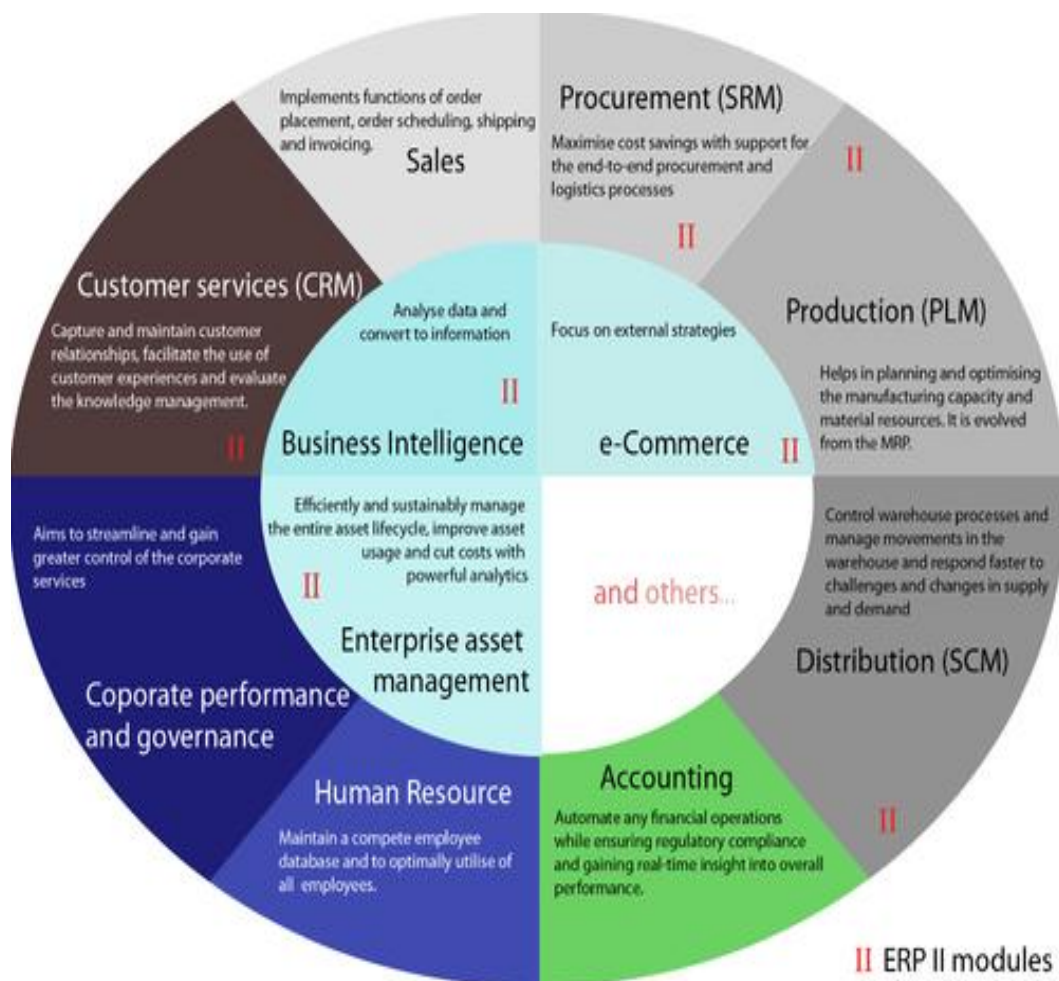 Implements functions of order
placement, order scheduling, shipping
and invoicing.
Sales
Procurement (SRM)
Maximise cost savings with support for
the end-to-end procurement and
logistics processes
II
II
Production (PLM)
Helps in planning and optimising
the manufacturing capacity and
material resources. It is evolved
from the MRP.
Customer services (CRM)
Capture and maintain customer
relationships, facilitate the use of
customer experiences and evaluate
the knowledge management.
II
Analyse data and
convert to information
II
Business Intelligence
Focus on external strategies
e-Commerce
II
Aims to streamline and gain
greater control of the corporate
services
Coporate performance
and governance
Efficiently and sustainably manage
the entire asset lifecycle, improve asset
usage and cut costs with
powerful analytics
II
Enterprise asset
management
and others...
Control warehouse processes and
manage movements in the
warehouse and respond faster to
challenges and changes in supply
and demand
Distribution (SCM)
II
Human Resource
Maintain a compete employee
database and to optimally utilise of
all employees.
Accounting
Automate any financial operations
while ensuring regulatory compliance
and gaining real-time insight into overall
performance.
II ERP II modules